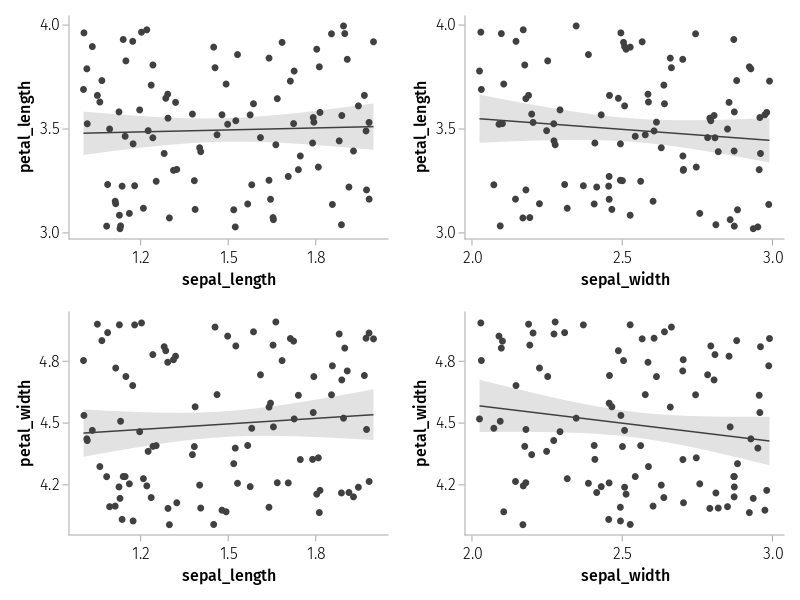 4.0 4.0
petal_length 3.5 petal_length 3.5
3.0 3.0
1.2 1.5 1.8 2.0 2.5 3.0
sepal_length sepal_width
4.8 4.8
petal_width 4.5 petal_width 4.5
4.2 4.2
1.2 1.5 1.8 2.0 2.5 3.0
sepal_length sepal_width